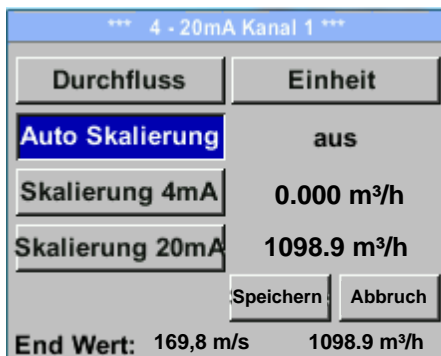 *** 4 - 20mA Kanal 1 ***
Durchfluss Einheit
Auto Skalierung aus
Skalierung 4mA 0.000 m³/h
Skalierung 20mA 1098.9 m³/h
Speichern Abbruch
End Wert: 169,8 m/s 1098.9 m³/h